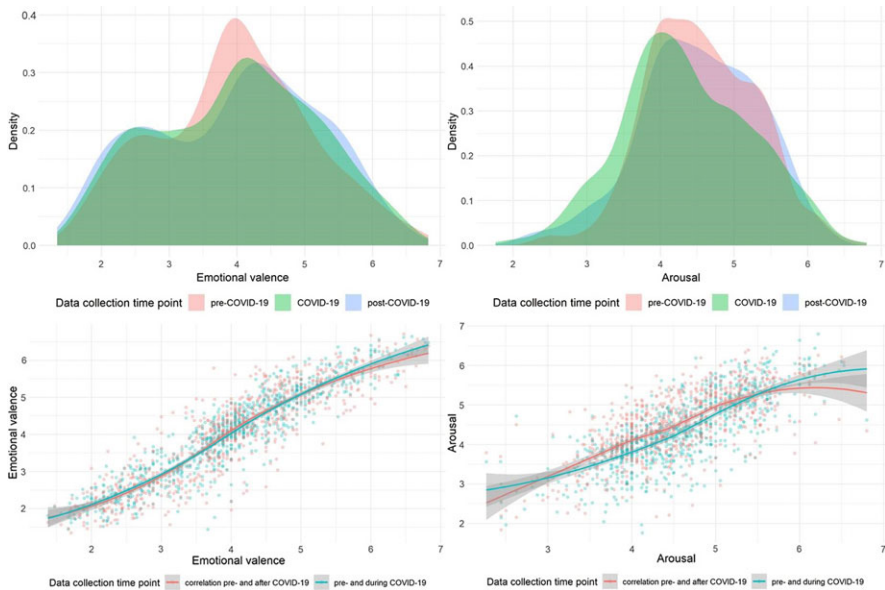 0.4
0.3
0.2
0.1
0.0
Density
2 3 4 5 6 7
Emotional valence
Data collection time point pre-COVID-19 COVID-19 post-COVID-19
0.5
0.4
0.3
0.2
0.1
0.0
Density
2 3 4 5 6 7
Arousal
Data collection time point pre-COVID-19 COVID-19 post-COVID-19
6
5
4
3
2
Emotional valence
2 3 4 5 6 7
Emotional valence
Data collection time point correlation pre- and after COVID-19 pre- and during COVID-19
7
6
5
4
3
2
Arousal
3 4 5 6 7
Arousal
Data collection time point correlation pre- and after COVID-19 pre- and during COVID-19